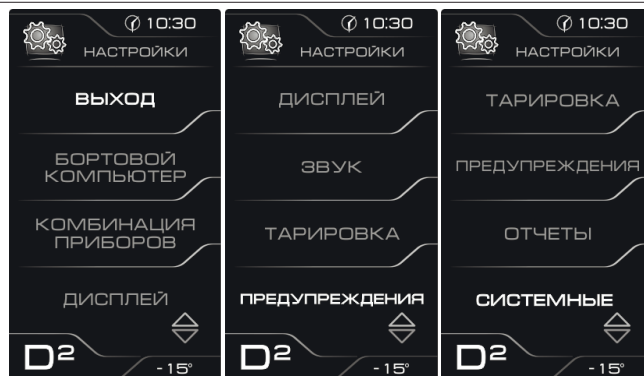 10:30
НАСТРОЙКИ
ВЫХОД
БОРТОВОЙ
КОМПЬЮТЕР
КОМБИНАЦИЯ
ПРИБОРОВ
ДИСПЛЕЙ
D²
-15°
10:30
НАСТРОЙКИ
ДИСПЛЕЙ
ЗВУК
ТАРИРОВКА
ПРЕДУПРЕЖДЕНИЯ
D²
-15°
10:30
НАСТРОЙКИ
ТАРИРОВКА
ПРЕДУПРЕЖДЕНИЯ
ОТЧЕТЫ
СИСТЕМНЫЕ
D²
-15°